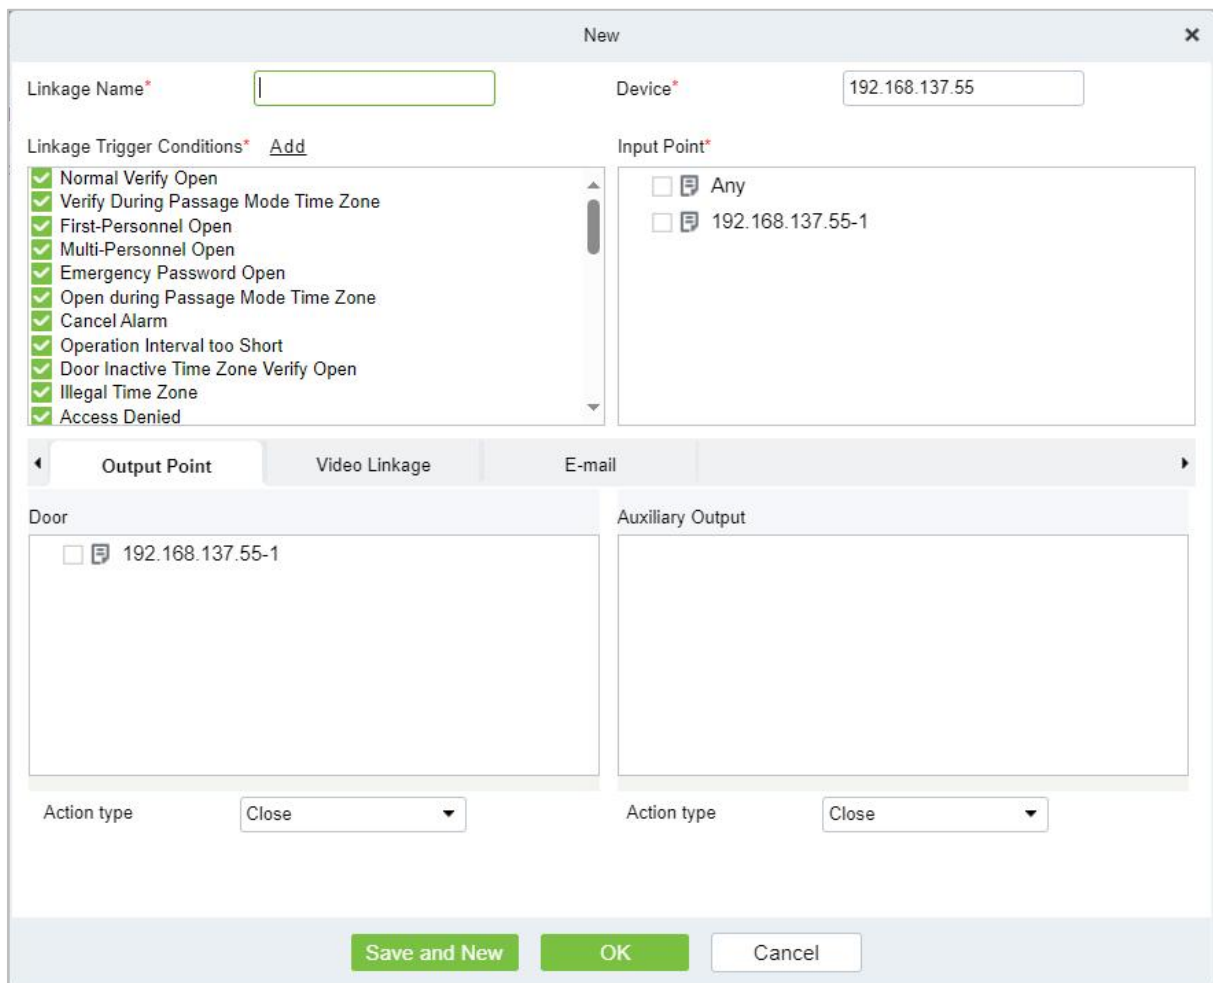 New
Linkage Name* Device* 192.168.137.55
Linkage Trigger Conditions* Add Input Point*
Normal Verify Open
Verify During Passage Mode Time Zone
First-Personnel Open
Multi-Personnel Open
Emergency Password Open
Open during Passage Mode Time Zone
Cancel Alarm
Operation Interval too Short
Door Inactive Time Zone Verify Open
Illegal Time Zone
Access Denied
Any
192.168.137.55-1
Output Point Video Linkage E-mail
Door Auxiliary Output
192.168.137.55-1
Action type Close Action type Close
Save and New OK Cancel